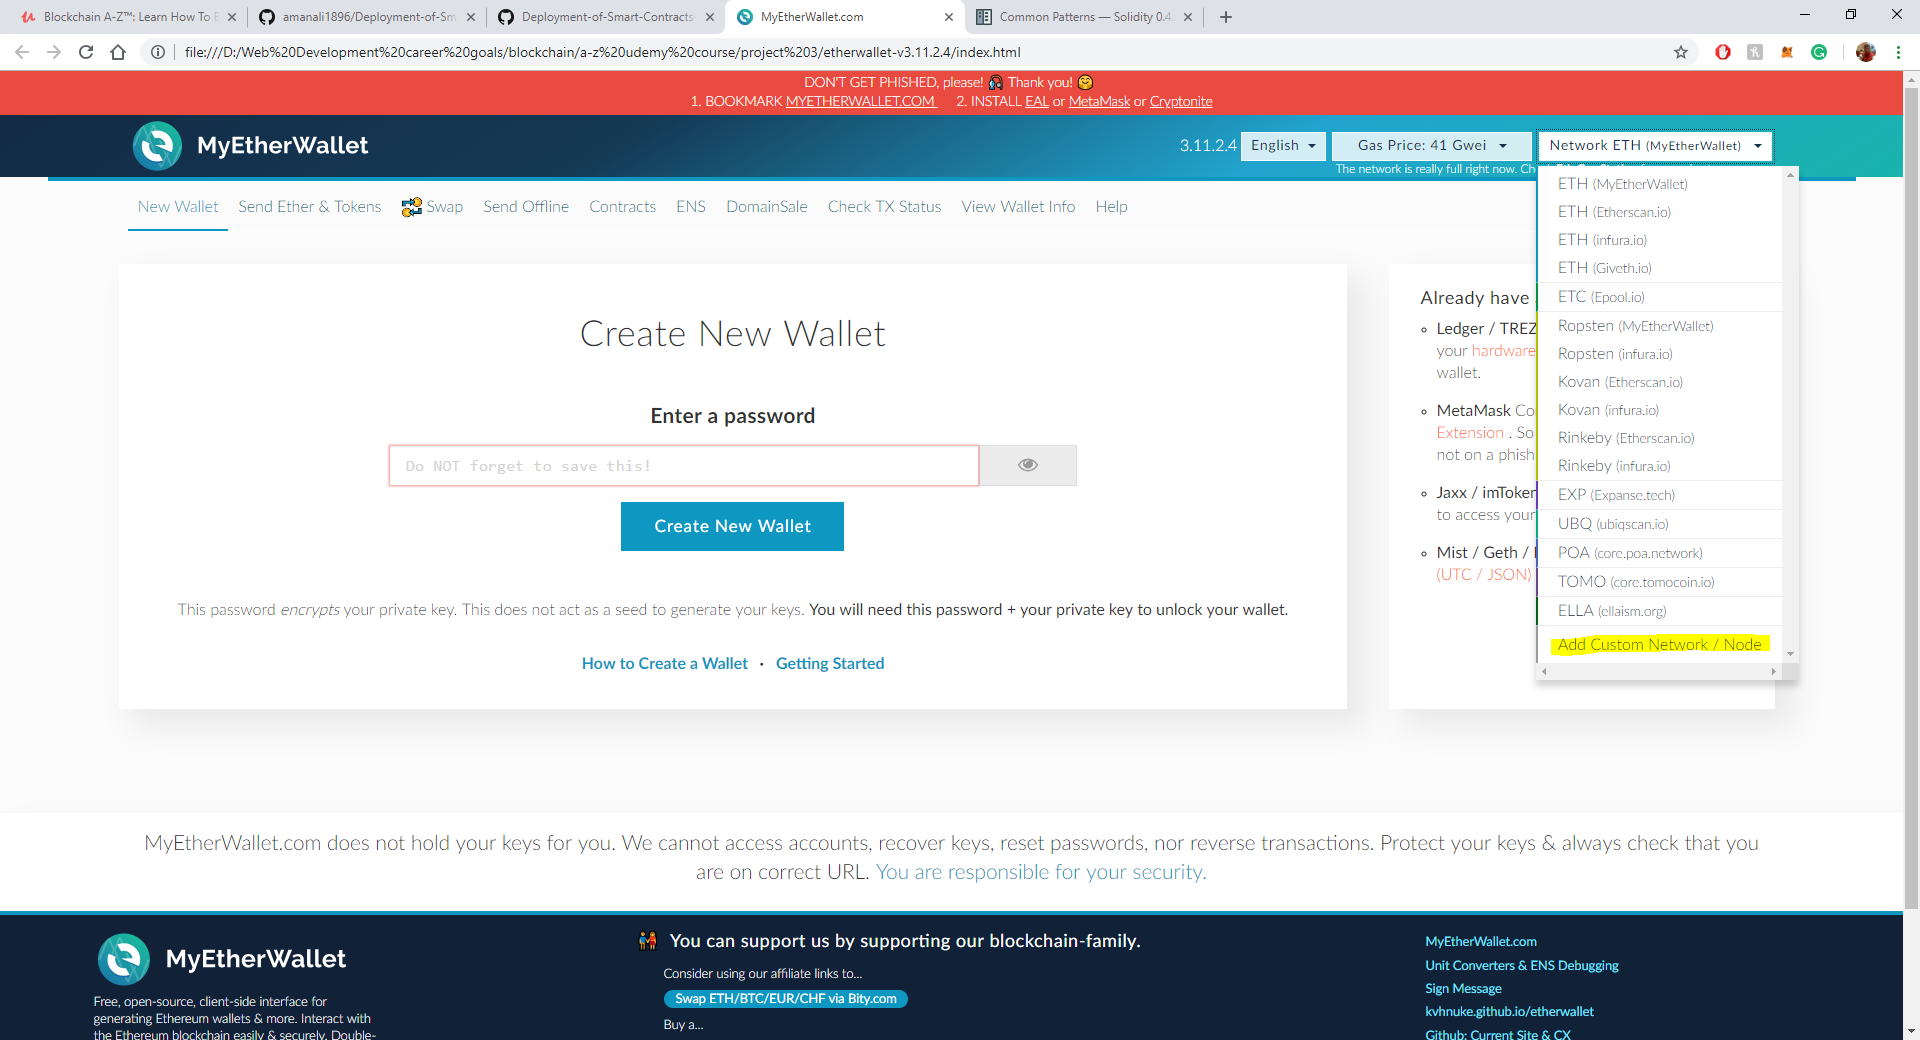 Blockchain A-Z™: Learn How To
amanali1896/Deployment-of-Sm
Deployment-of-Smart-Contracts
MyEtherWallet.com
Common Patterns — Solidity 0.4
file:///D:/Web%20Development%20career%20goals/blockchain/a-z%20udemy%20course/project%203/etherwallet-v3.11.2.4/index.html
DON'T GET PHISHED, please! Thank you!
1. BOOKMARK MYETHERWALLET.COM 2. INSTALL EAL or MetaMask or Cryptonite
MyEtherWallet
3.11.2.4
English
Gas Price: 41 Gwei
Network ETH (MyEtherWallet)
The network is really full right now.
New Wallet
Send Ether & Tokens
Swap
Send Offline
Contracts
ENS
DomainSale
Check TX Status
View Wallet Info
Help
ETH (MyEtherWallet)
ETH (Etherscan.io)
ETH (infura.io)
ETH (Giveth.io)
ETC (Epool.io)
Ropsten (MyEtherWallet)
Ropsten (infura.io)
Kovan (Etherscan.io)
Kovan (infura.io)
Rinkeby (Etherscan.io)
Rinkeby (infura.io)
EXP (Expanse.tech)
UBQ (ubiqscan.io)
POA (core.poa.network)
TOMO (core.tomocoin.io)
ELLA (ellaism.org)
Add Custom Network / Node
Create New Wallet
Enter a password
Do NOT forget to save this!
Create New Wallet
This password encrypts your private key. This does not act as a seed to generate your keys. You will need this password + your private key to unlock your wallet.
How to Create a Wallet · Getting Started
Already have
Ledger / TREZ
your hardware
wallet.
MetaMask Co
Extension . So
not on a phish
Jaxx / imToken
to access your
Mist / Geth /
(UTC / JSON)
MyEtherWallet.com does not hold your keys for you. We cannot access accounts, recover keys, reset passwords, nor reverse transactions. Protect your keys & always check that you
are on correct URL. You are responsible for your security.
MyEtherWallet
Free, open-source, client-side interface for
generating Ethereum wallets & more. Interact with
the Ethereum blockchain easily & securely. Double-
You can support us by supporting our blockchain-family.
Consider using our affiliate links to...
Swap ETH/BTC/EUR/CHF via Bity.com
Buy a...
MyEtherWallet.com
Unit Converters & ENS Debugging
Sign Message
kvhnuke.github.io/etherwallet
Github: Current Site & CX